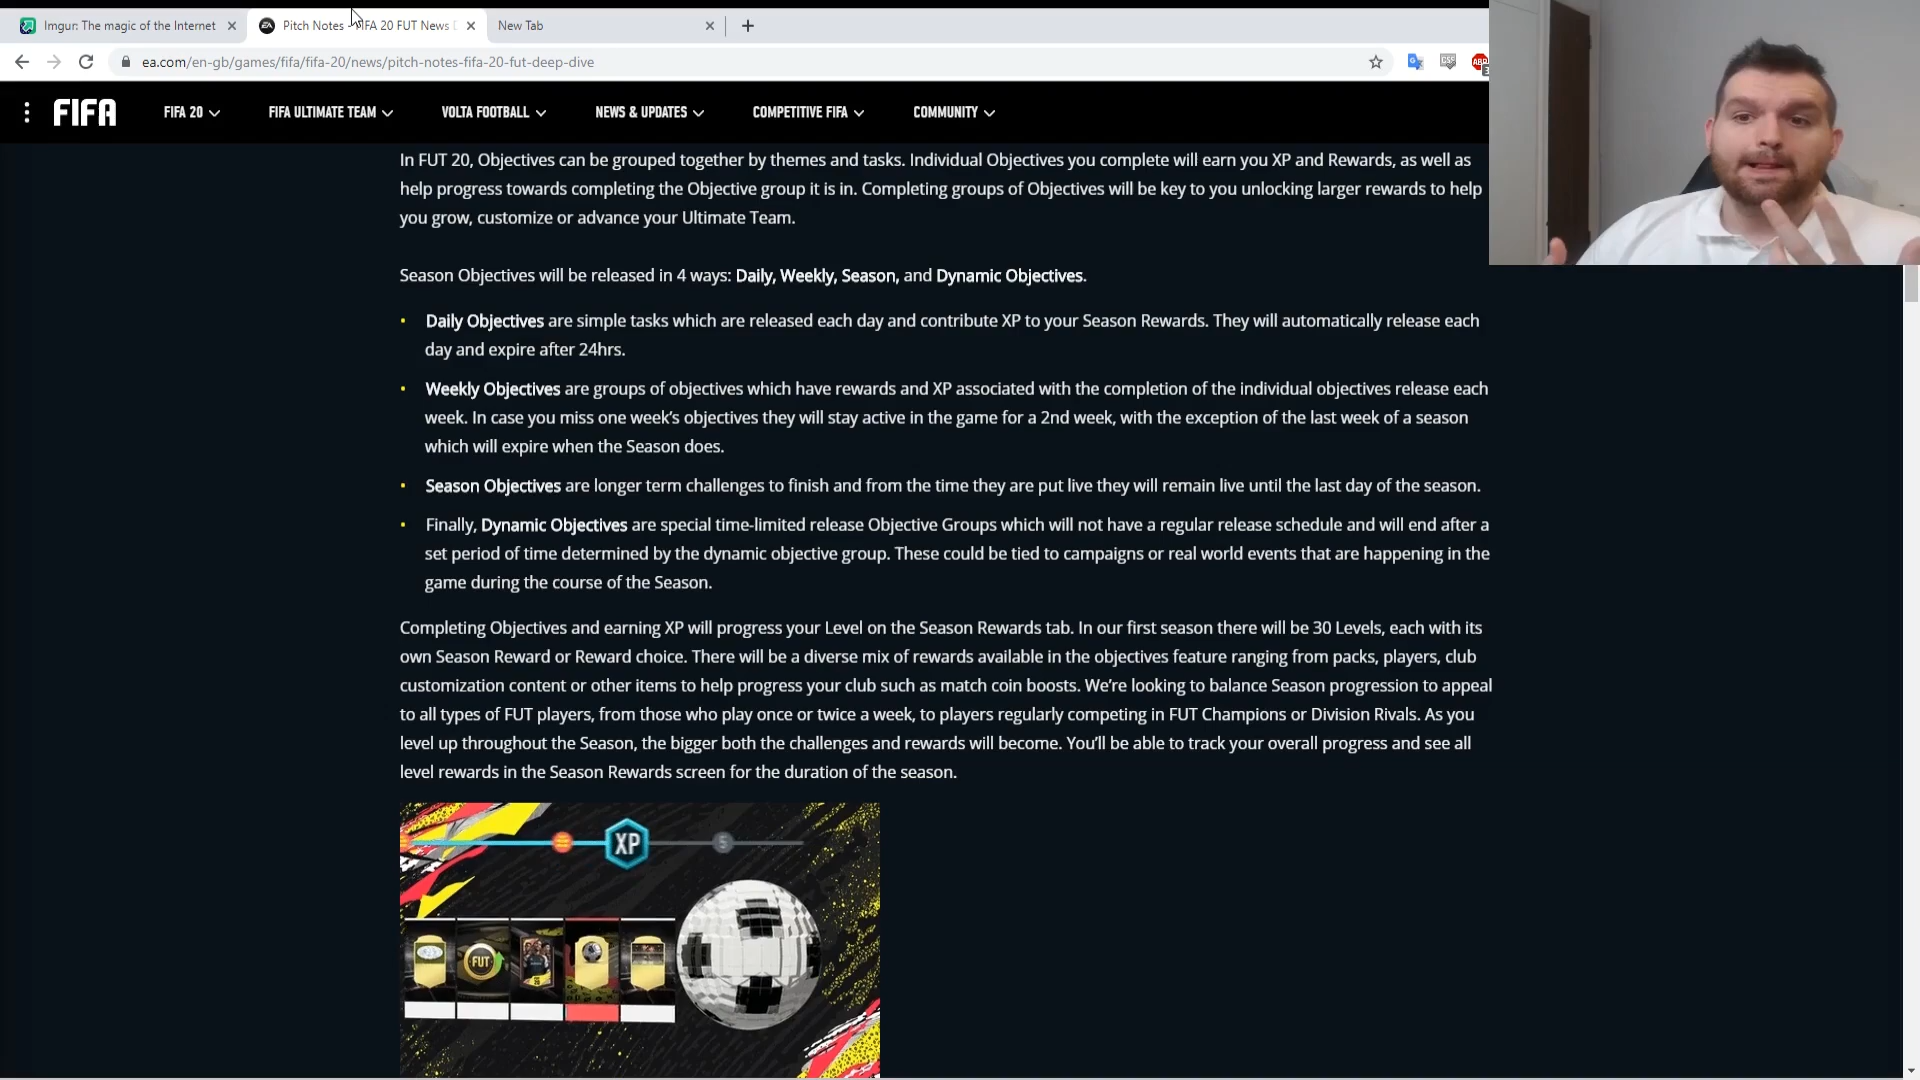 Imgur: The magic of the Internet
Pitch Notes - FIFA 20 FUT News
New Tab
ea.com/en-gb/games/fifa/fifa-20/news/pitch-notes-fifa-20-fut-deep-dive
FIFA
FIFA 20
FIFA ULTIMATE TEAM
VOLTA FOOTBALL
NEWS & UPDATES
COMPETITIVE FIFA
COMMUNITY
In FUT 20, Objectives can be grouped together by themes and tasks. Individual Objectives you complete will earn you XP and Rewards, as well as
help progress towards completing the Objective group it is in. Completing groups of Objectives will be key to you unlocking larger rewards to help
you grow, customize or advance your Ultimate Team.
Season Objectives will be released in 4 ways: Daily, Weekly, Season, and Dynamic Objectives.
• Daily Objectives are simple tasks which are released each day and contribute XP to your Season Rewards. They will automatically release each
day and expire after 24hrs.
• Weekly Objectives are groups of objectives which have rewards and XP associated with the completion of the individual objectives release each
week. In case you miss one week's objectives they will stay active in the game for a 2nd week, with the exception of the last week of a season
which will expire when the Season does.
• Season Objectives are longer term challenges to finish and from the time they are put live they will remain live until the last day of the season.
• Finally, Dynamic Objectives are special time-limited release Objective Groups which will not have a regular release schedule and will end after a
set period of time determined by the dynamic objective group. These could be tied to campaigns or real world events that are happening in the
game during the course of the Season.
Completing Objectives and earning XP will progress your Level on the Season Rewards tab. In our first season there will be 30 Levels, each with its
own Season Reward or Reward choice. There will be a diverse mix of rewards available in the objectives feature ranging from packs, players, club
customization content or other items to help progress your club such as match coin boosts. We're looking to balance Season progression to appeal
to all types of FUT players, from those who play once or twice a week, to players regularly competing in FUT Champions or Division Rivals. As you
level up throughout the Season, the bigger both the challenges and rewards will become. You'll be able to track your overall progress and see all
level rewards in the Season Rewards screen for the duration of the season.
XP
5
FUT
20